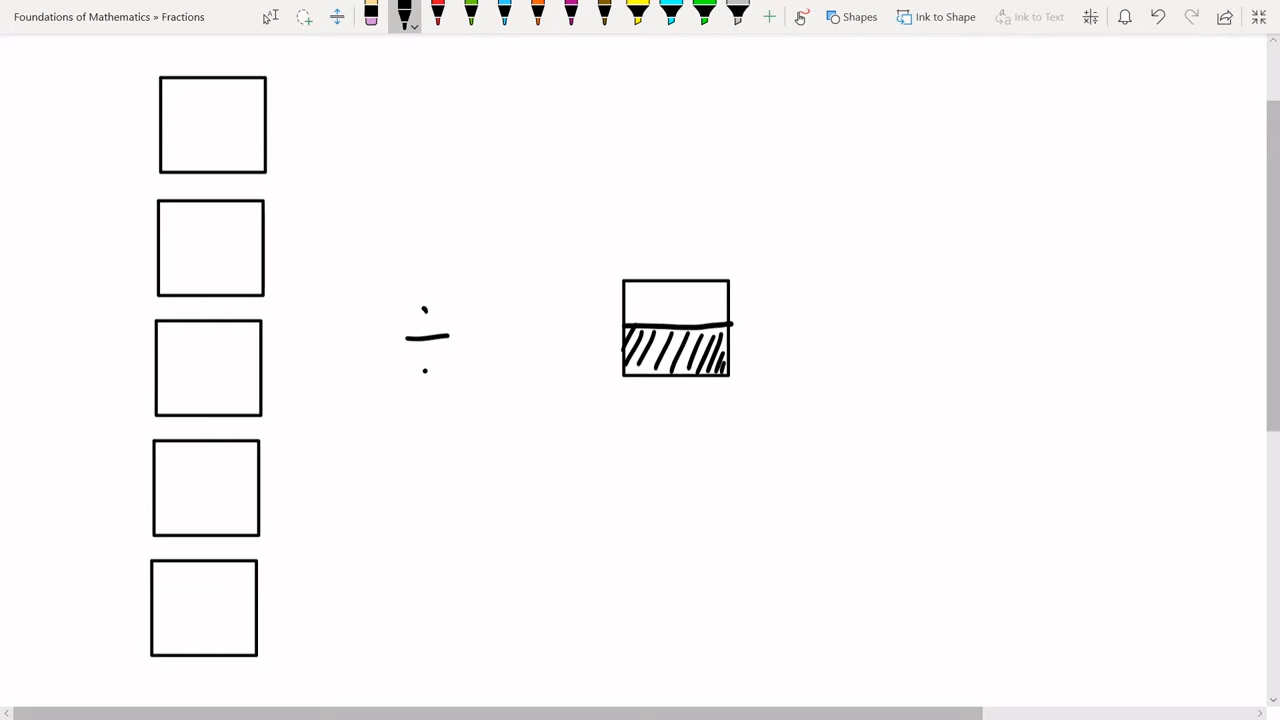 Foundations of Mathematics » Fractions Shapes Ink to Shape Ink to Text
÷